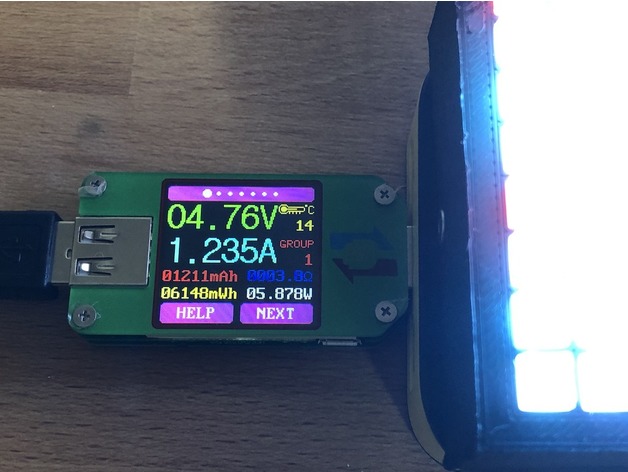 04.76V °C
14
1.235A GROUP
1
01211mAh 0003.8Ω
06148mWh 05.878W
HELP NEXT